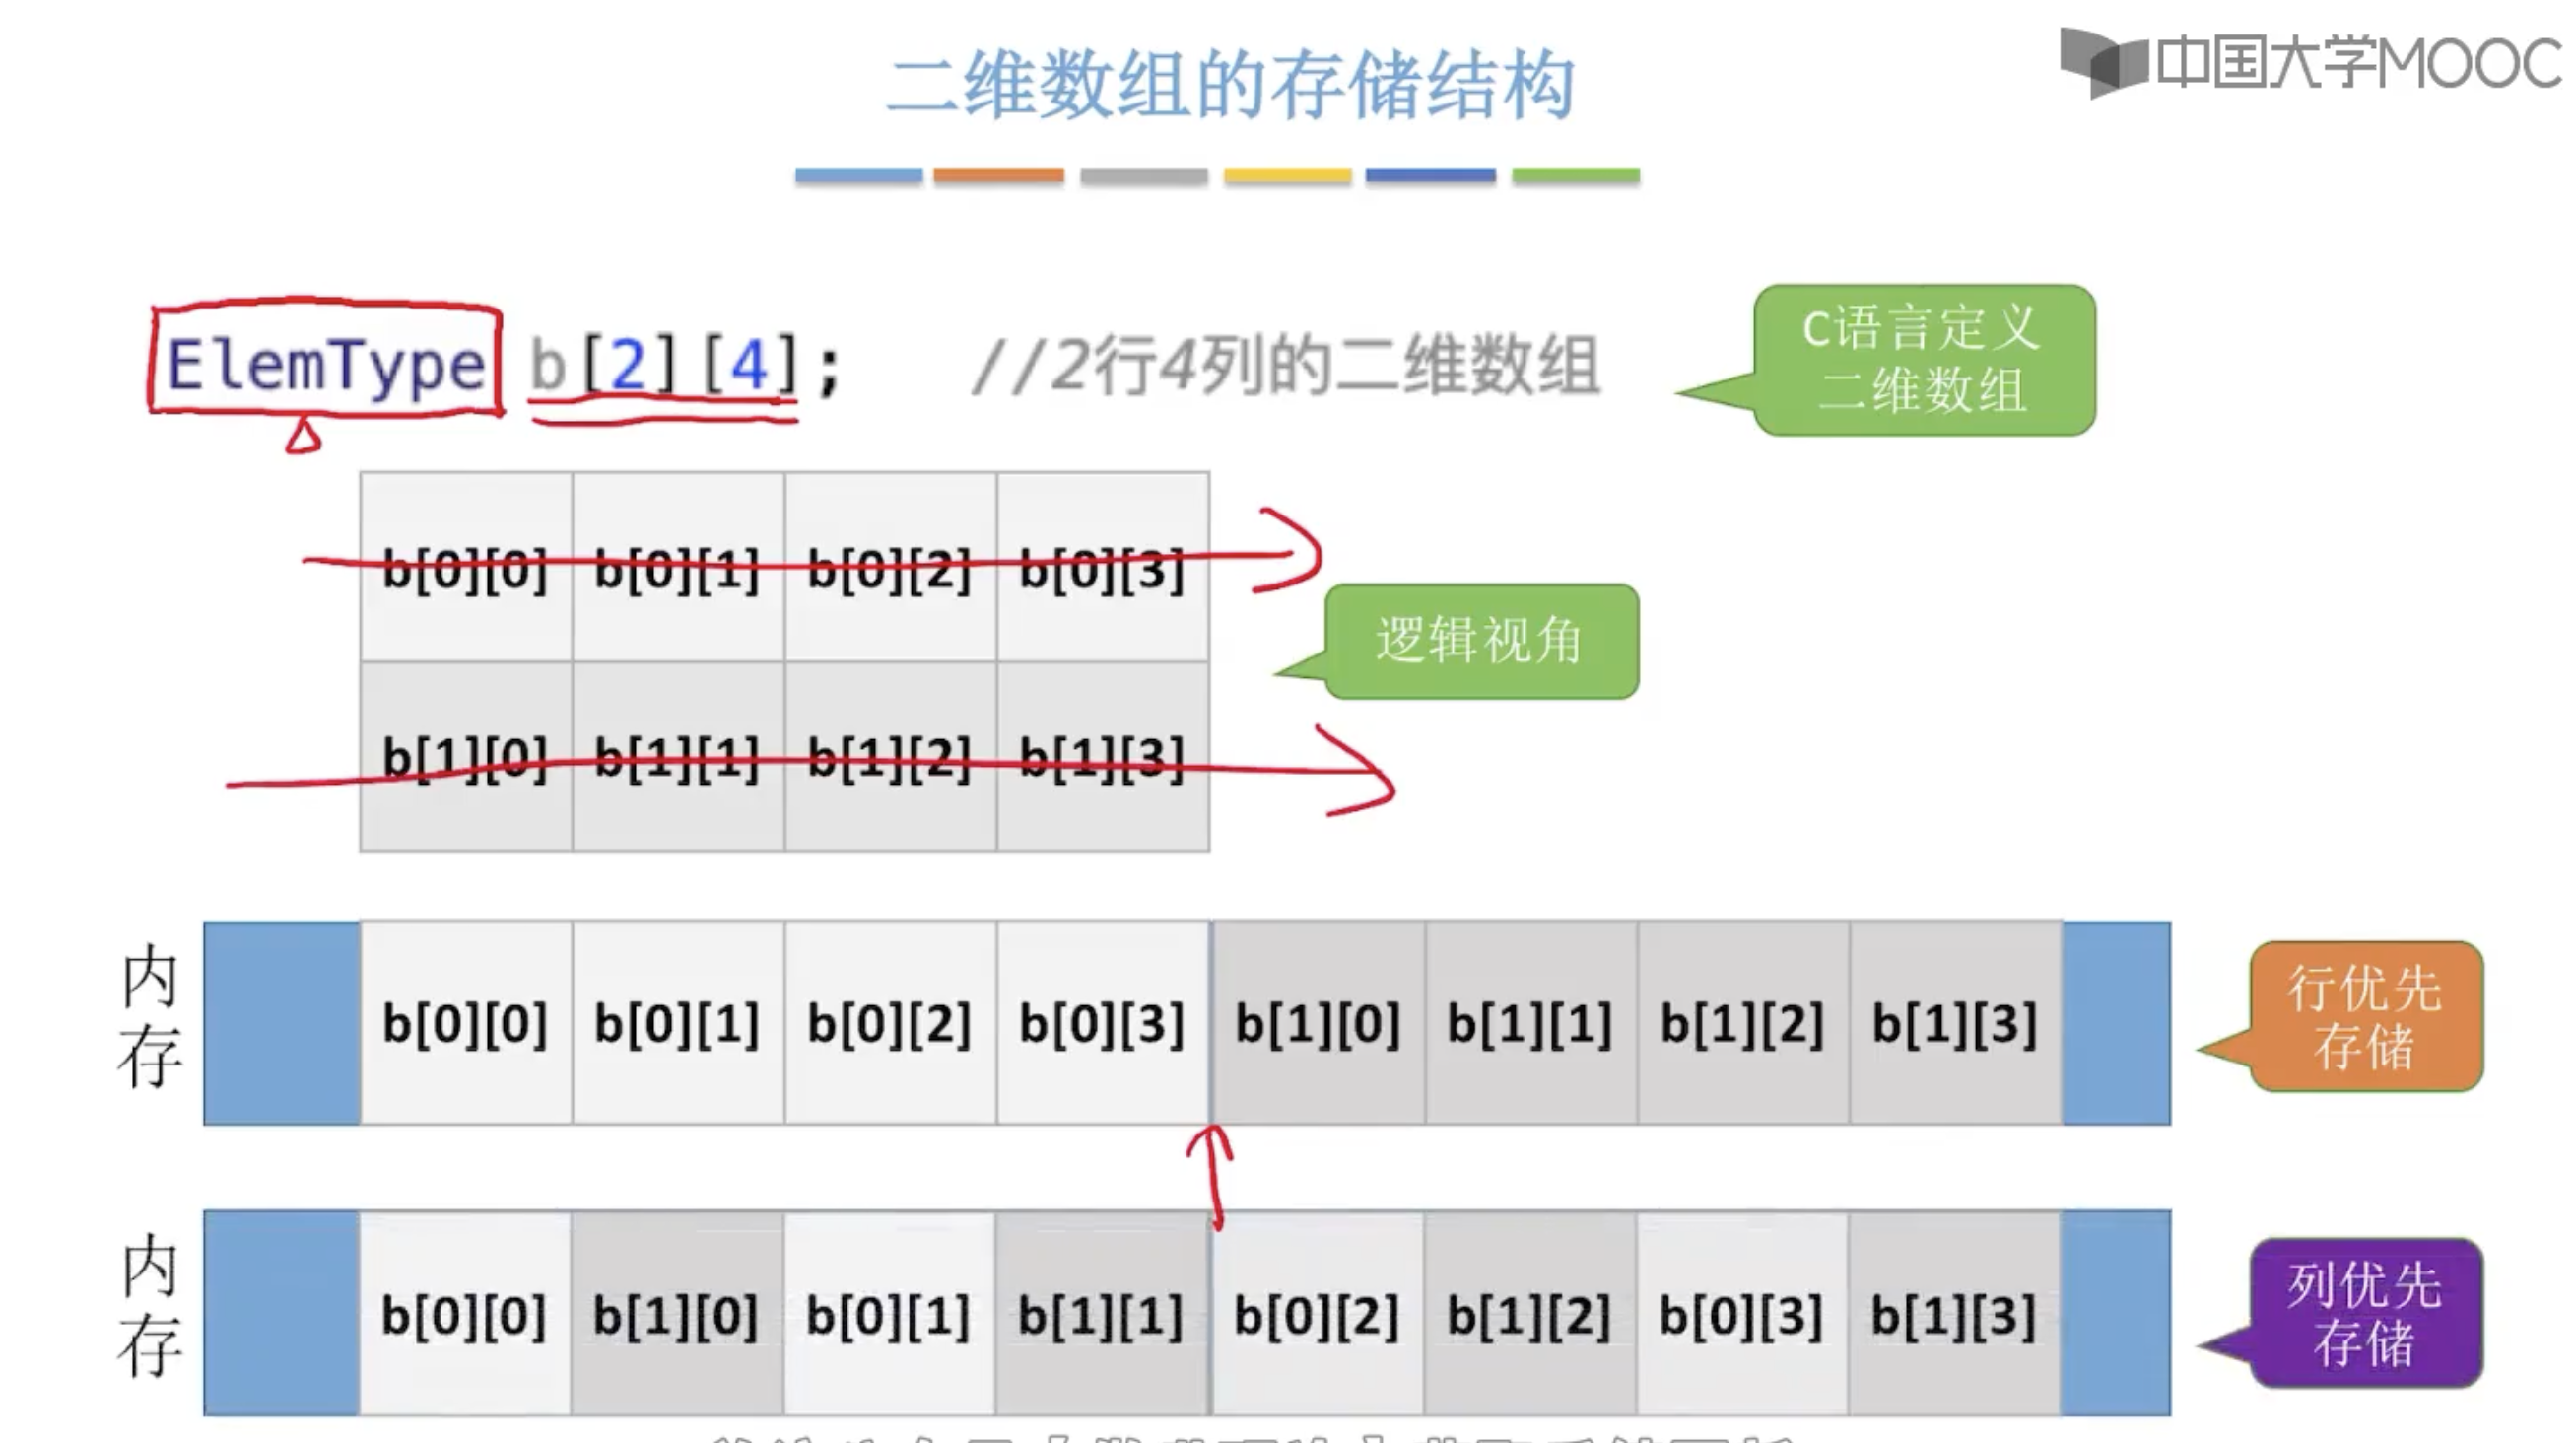 二维数组的存储结构
中国大学MOOC
ElemType b[2][4]; //2行4列的二维数组
C语言定义
二维数组
b[0][0] b[0][1] b[0][2] b[0][3]
逻辑视角
b[1][0] b[1][1] b[1][2] b[1][3]
内存
b[0][0] b[0][1] b[0][2] b[0][3] b[1][0] b[1][1] b[1][2] b[1][3]
行优先
存储
内存
b[0][0] b[1][0] b[0][1] b[1][1] b[0][2] b[1][2] b[0][3] b[1][3]
列优先
存储